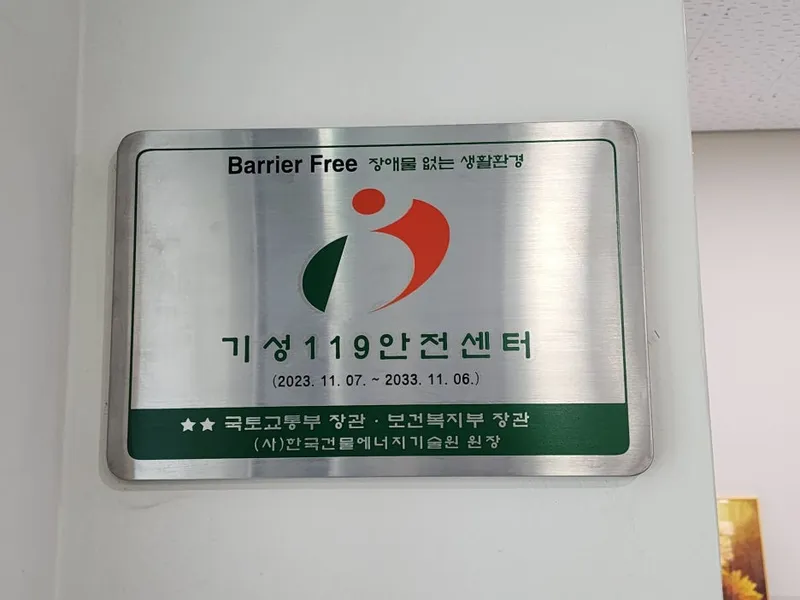 Barrier Free 장애물 없는 생활환경
기성119안전센터
(2023. 11. 07. ~ 2033. 11. 06.)
★★ 국토교통부 장관 · 보건복지부 장관
(사)한국건물에너지기술원 원장